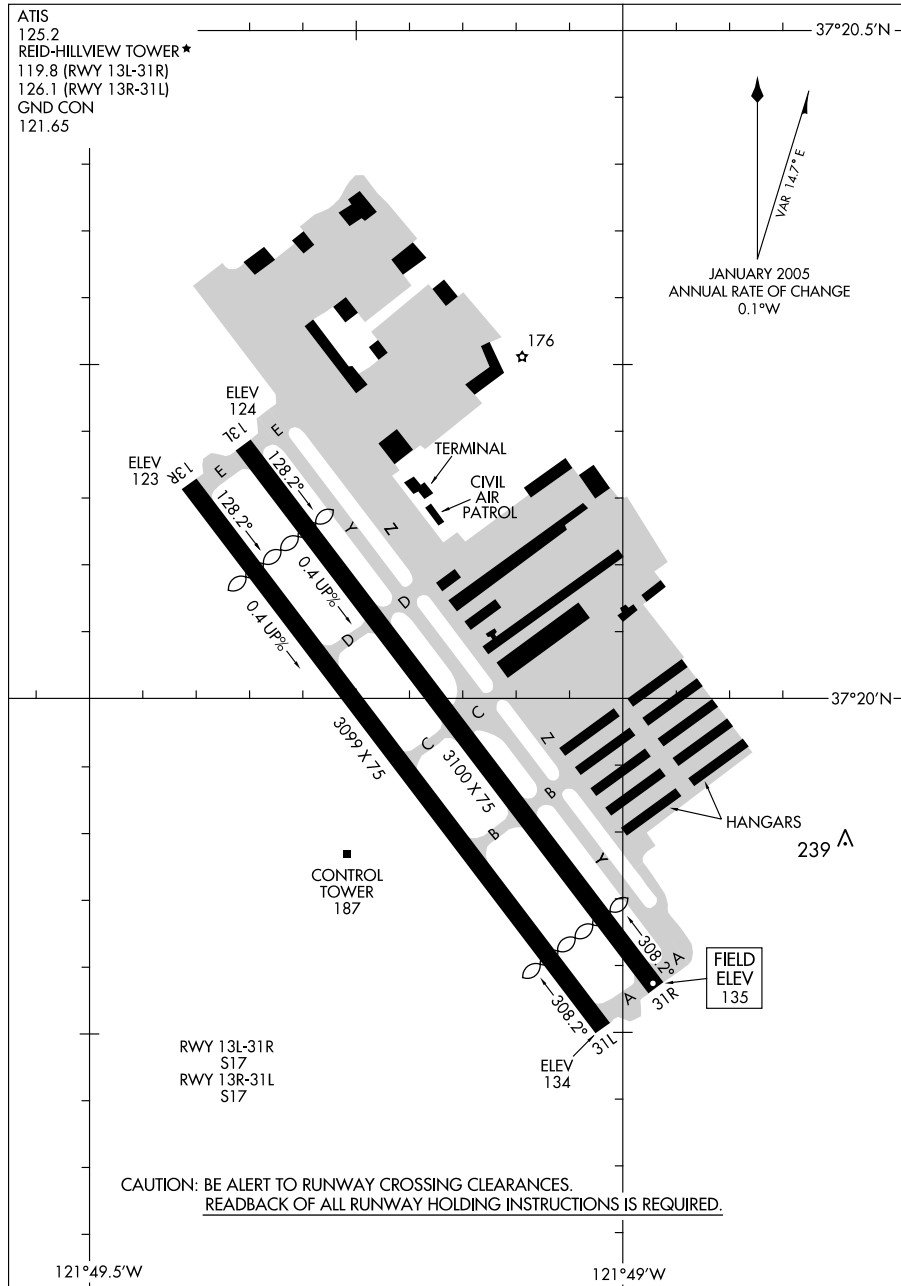 ATIS
125.2
REID-HILLVIEW TOWER★
119.8 (RWY 13L-31R)
126.1 (RWY 13R-31L)
GND CON
121.65
37°20.5'N
VAR 14.7° E
JANUARY 2005
ANNUAL RATE OF CHANGE
0.1°W
176
ELEV
124
13L
E
ELEV
123
13R
E
128.2°
128.2°
TERMINAL
CIVIL
AIR
PATROL
Y
Z
0.4 UP%
0.4 UP%
D
D
37°20'N
C
C
Z
3099 X 75
3100 X 75
B
B
HANGARS
239
Y
CONTROL
TOWER
187
308.2°
A
FIELD
ELEV
135
308.2°
A
31R
31L
ELEV
134
RWY 13L-31R
S17
RWY 13R-31L
S17
CAUTION: BE ALERT TO RUNWAY CROSSING CLEARANCES.
READBACK OF ALL RUNWAY HOLDING INSTRUCTIONS IS REQUIRED.
121°49.5'W
121°49'W